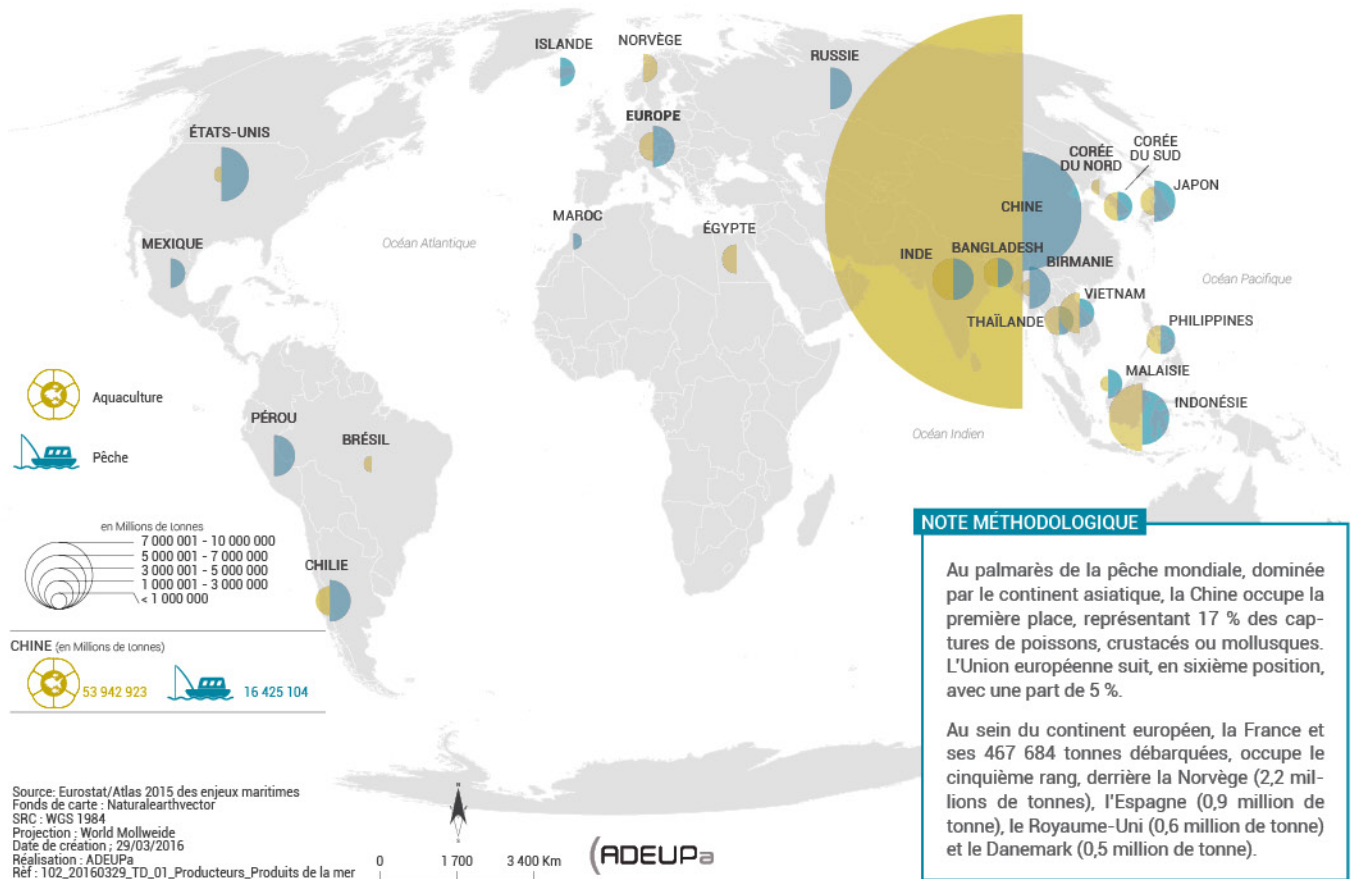 ISLANDE
NORVÈGE
RUSSIE
EUROPE
ÉTATS-UNIS
CORÉE
DU SUD
CORÉE
DU NORD
JAPON
CHINE
MAROC
ÉGYPTE
Océan Atlantique
MEXIQUE
INDE
BANGLADESH
BIRMANIE
Océan Pacifique
VIETNAM
THAÏLANDE
PHILIPPINES
MALAISIE
INDONÉSIE
Océan Indien
PÉROU
BRÉSIL
CHILIE
Aquaculture
Pêche
en Millions de tonnes
7 000 001 - 10 000 000
5 000 001 - 7 000 000
3 000 001 - 5 000 000
1 000 001 - 3 000 000
< 1 000 000
CHINE (en Millions de tonnes)
53 942 923
16 425 104
NOTE MÉTHODOLOGIQUE
Au palmarès de la pêche mondiale, dominée
par le continent asiatique, la Chine occupe la
première place, représentant 17 % des cap-
tures de poissons, crustacés ou mollusques.
L'Union européenne suit, en sixième position,
avec une part de 5 %.
Au sein du continent européen, la France et
ses 467 684 tonnes débarquées, occupe le
cinquième rang, derrière la Norvège (2,2 mil-
lions de tonnes), l'Espagne (0,9 million de
tonne), le Royaume-Uni (0,6 million de tonne)
et le Danemark (0,5 million de tonne).
Source: Eurostat/Atlas 2015 des enjeux maritimes
Fonds de carte : Naturalearthvector
SRC : WGS 1984
Projection : World Mollweide
Date de création ; 29/03/2016
Réalisation : ADEUPa
Réf : 102_20160329_TD_01_Producteurs_Produits de la mer
0 1 700 3 400 Km
ADEUPa